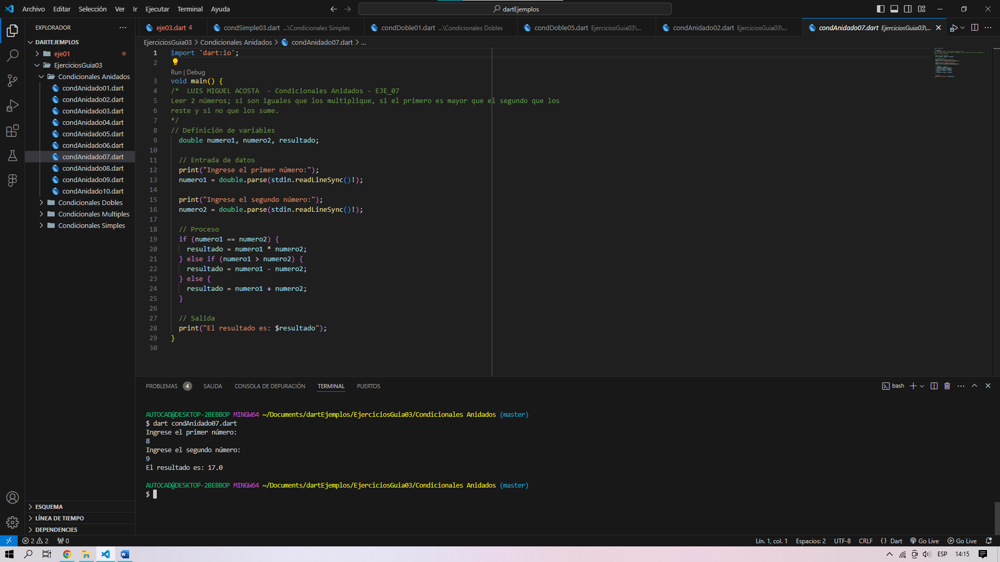 Archivo Editar Selección Ver Ir Ejecutar Terminal Ayuda
dartEjemplos
EXPLORADOR
DARTEJEMPLOS
eje01
EjerciciosGuia03
Condicionales Anidados
condAnidado01.dart
condAnidado02.dart
condAnidado03.dart
condAnidado04.dart
condAnidado05.dart
condAnidado06.dart
condAnidado07.dart
condAnidado08.dart
condAnidado09.dart
condAnidado10.dart
Condicionales Dobles
Condicionales Multiples
Condicionales Simples
ESQUEMA
LÍNEA DE TIEMPO
DEPENDENCIES
eje03.dart 4 condSimple03.dart ...\Condicionales Simples condDoble01.dart ...\Condicionales Dobles condDoble05.dart EjerciciosGuia03\... condAnidado02.dart EjerciciosGuia03\... condAnidado07.dart EjerciciosGuia03\...
EjerciciosGuia03 > Condicionales Anidados > condAnidado07.dart > ...
1 import 'dart:io';
2
Run | Debug
3 void main() {
4 /*  LUIS MIGUEL ACOSTA  - Condicionales Anidados - EJE_07
5 Leer 2 números; si son iguales que los multiplique, si el primero es mayor que el segundo que los
6 reste y si no que los sume.
7 */
8 // Definición de variables
9   double numero1, numero2, resultado;
10
11   // Entrada de datos
12   print("Ingrese el primer número:");
13   numero1 = double.parse(stdin.readLineSync()!);
14
15   print("Ingrese el segundo número:");
16   numero2 = double.parse(stdin.readLineSync()!);
17
18   // Proceso
19   if (numero1 == numero2) {
20     resultado = numero1 * numero2;
21   } else if (numero1 > numero2) {
22     resultado = numero1 - numero2;
23   } else {
24     resultado = numero1 + numero2;
25   }
26
27   // Salida
28   print("El resultado es: $resultado");
29 }
30
PROBLEMAS 4 SALIDA CONSOLA DE DEPURACIÓN TERMINAL PUERTOS
bash
AUTOCAD@DESKTOP-2BEBBOP MINGW64 ~/Documents/dartEjemplos/EjerciciosGuia03/Condicionales Anidados (master)
$ dart condAnidado07.dart
Ingrese el primer número:
8
Ingrese el segundo número:
9
El resultado es: 17.0
AUTOCAD@DESKTOP-2BEBBOP MINGW64 ~/Documents/dartEjemplos/EjerciciosGuia03/Condicionales Anidados (master)
$
2 2 0 Lín. 1, col. 1 Espacios: 2 UTF-8 CRLF {} Dart Go Live Go Live
ESP 14:15